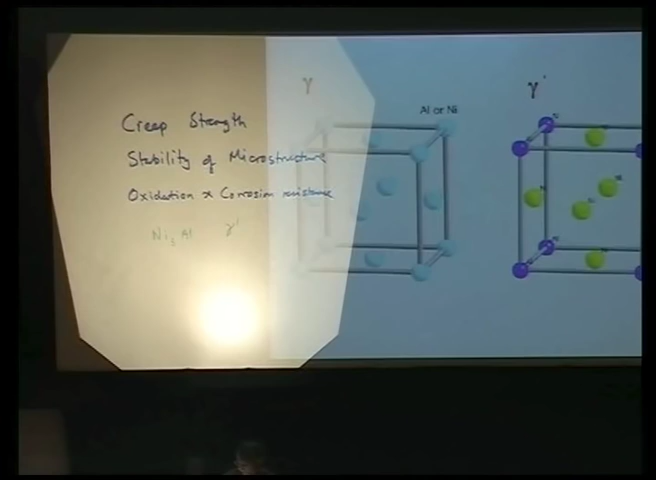 γ
γ'
Al or Ni
Creep Strength
Stability of Microstructure
Oxidation & Corrosion resistance
Ni3Al γ'